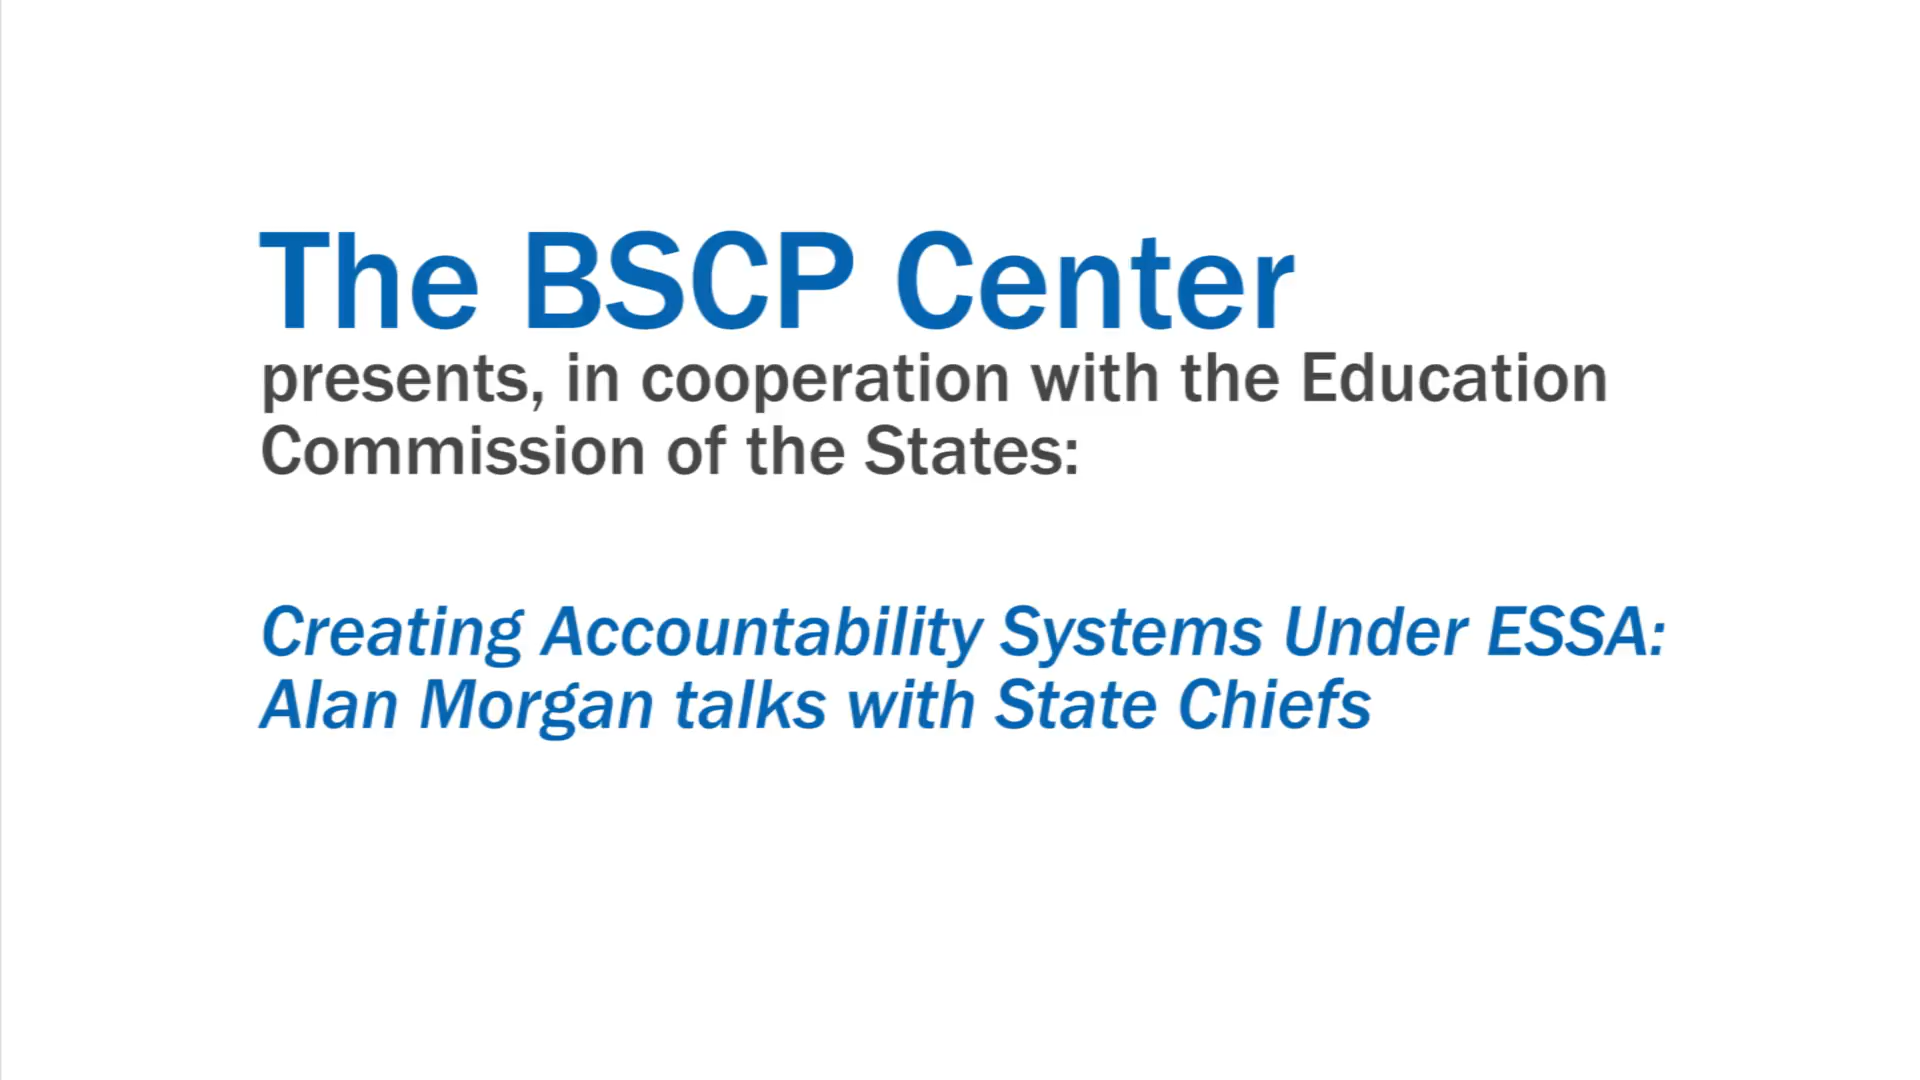 The BSCP Center
presents, in cooperation with the Education
Commission of the States:
Creating Accountability Systems Under ESSA:
Alan Morgan talks with State Chiefs